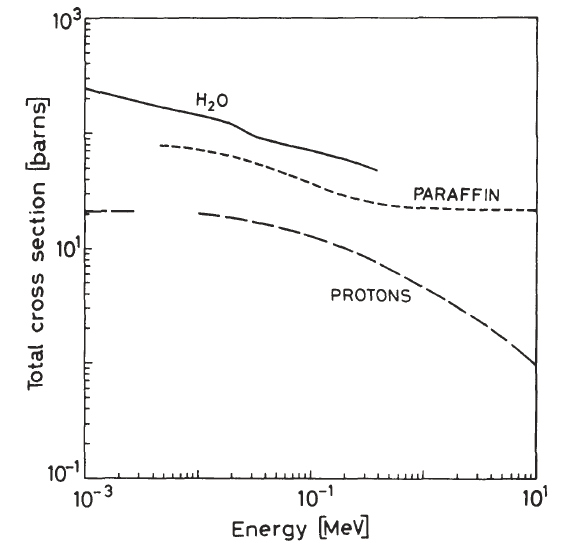 10³
H₂O
PARAFFIN
10¹
PROTONS
10⁻¹
10⁻³
10⁻¹
10¹
Total cross section [barns]
Energy [MeV]